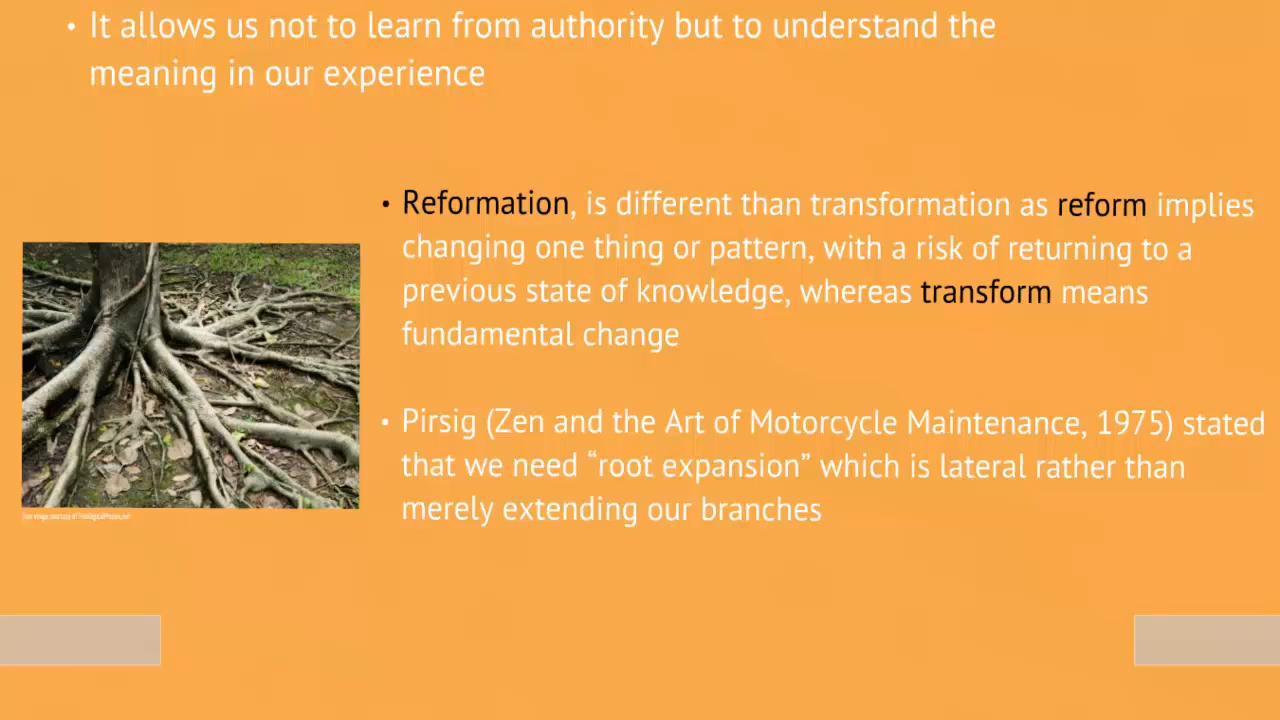 • It allows us not to learn from authority but to understand the
meaning in our experience
• Reformation, is different than transformation as reform implies
changing one thing or pattern, with a risk of returning to a
previous state of knowledge, whereas transform means
fundamental change
• Pirsig (Zen and the Art of Motorcycle Maintenance, 1975) stated
that we need “root expansion” which is lateral rather than
merely extending our branches